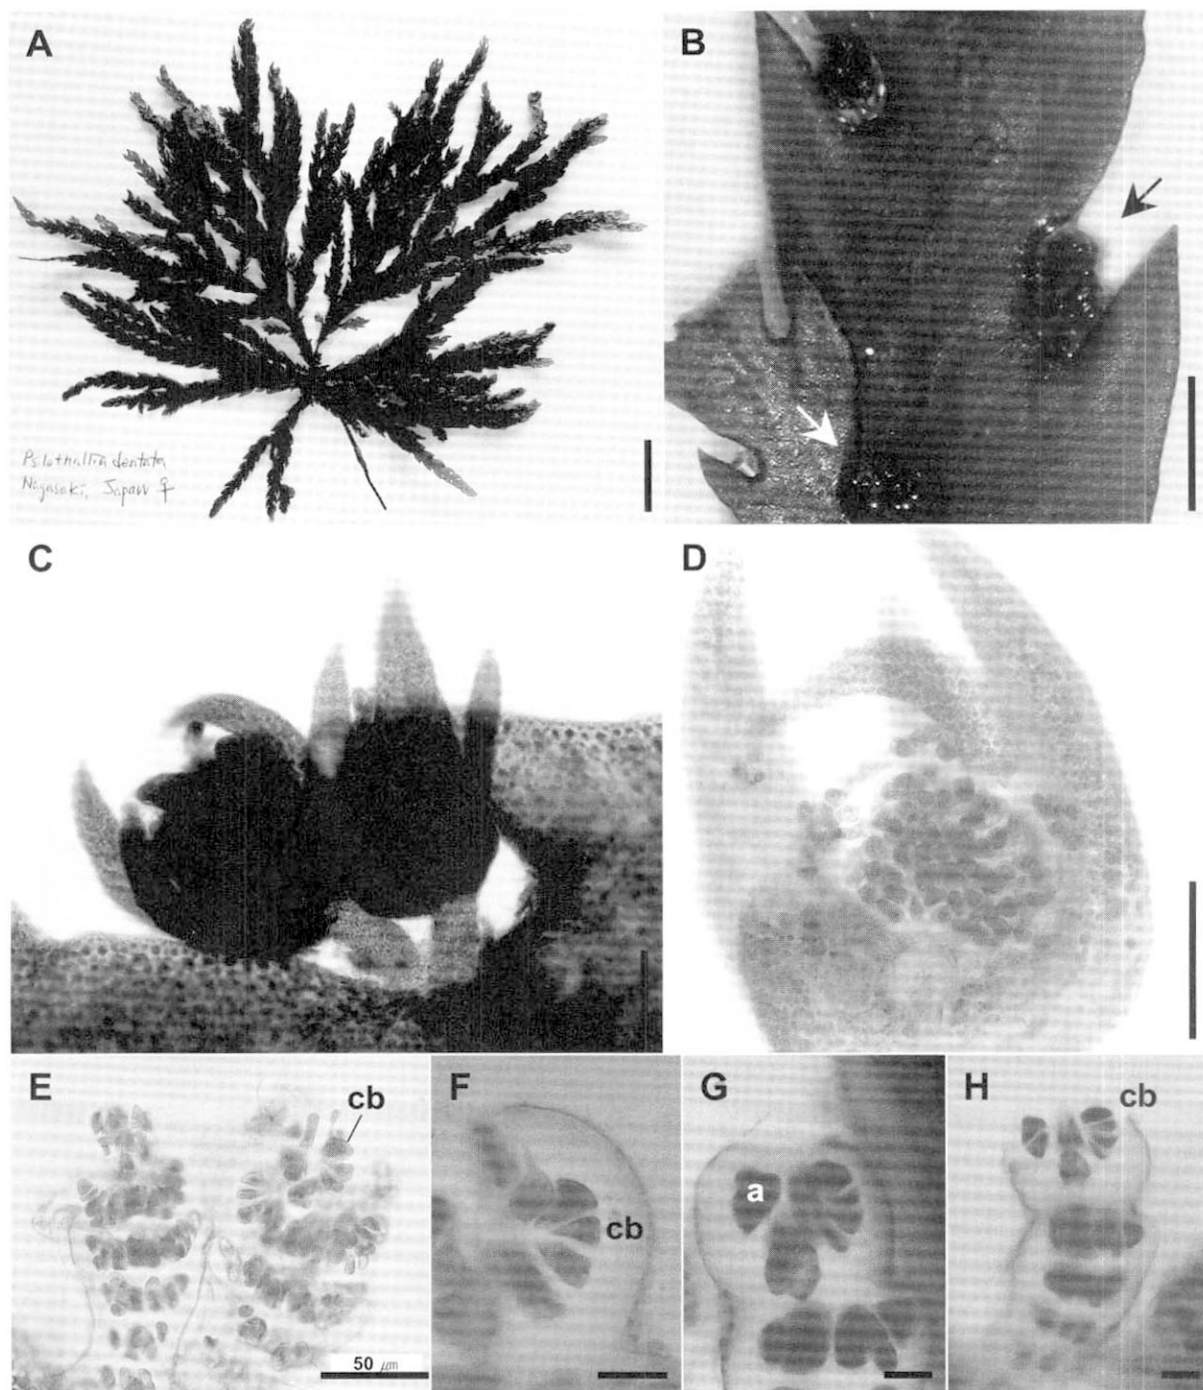 A
B
Psilothallia dentata
Nagasaki, Japan ♀
C
D
E
cb
50 µm
F
cb
G
a
H
cb